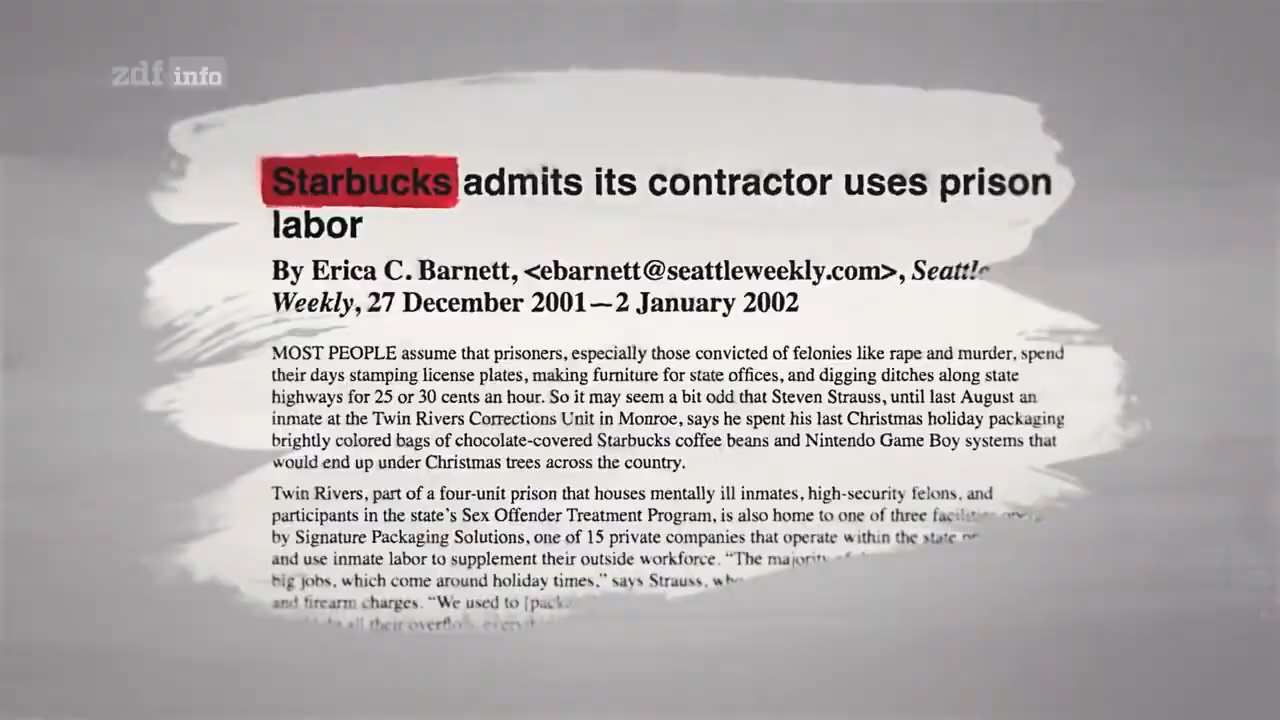 zdf info
Starbucks admits its contractor uses prison
labor
By Erica C. Barnett, <ebarnett@seattleweekly.com>, Seattle
Weekly, 27 December 2001—2 January 2002
MOST PEOPLE assume that prisoners, especially those convicted of felonies like rape and murder, spend
their days stamping license plates, making furniture for state offices, and digging ditches along state
highways for 25 or 30 cents an hour. So it may seem a bit odd that Steven Strauss, until last August an
inmate at the Twin Rivers Corrections Unit in Monroe, says he spent his last Christmas holiday packaging
brightly colored bags of chocolate-covered Starbucks coffee beans and Nintendo Game Boy systems that
would end up under Christmas trees across the country.
Twin Rivers, part of a four-unit prison that houses mentally ill inmates, high-security felons, and
participants in the state's Sex Offender Treatment Program, is also home to one of three facilities
by Signature Packaging Solutions, one of 15 private companies that operate within the state
and use inmate labor to supplement their outside workforce. “The majority
big jobs, which come around holiday times,” says Strauss,
and firearm charges. “We used to [pack
all their overflow,